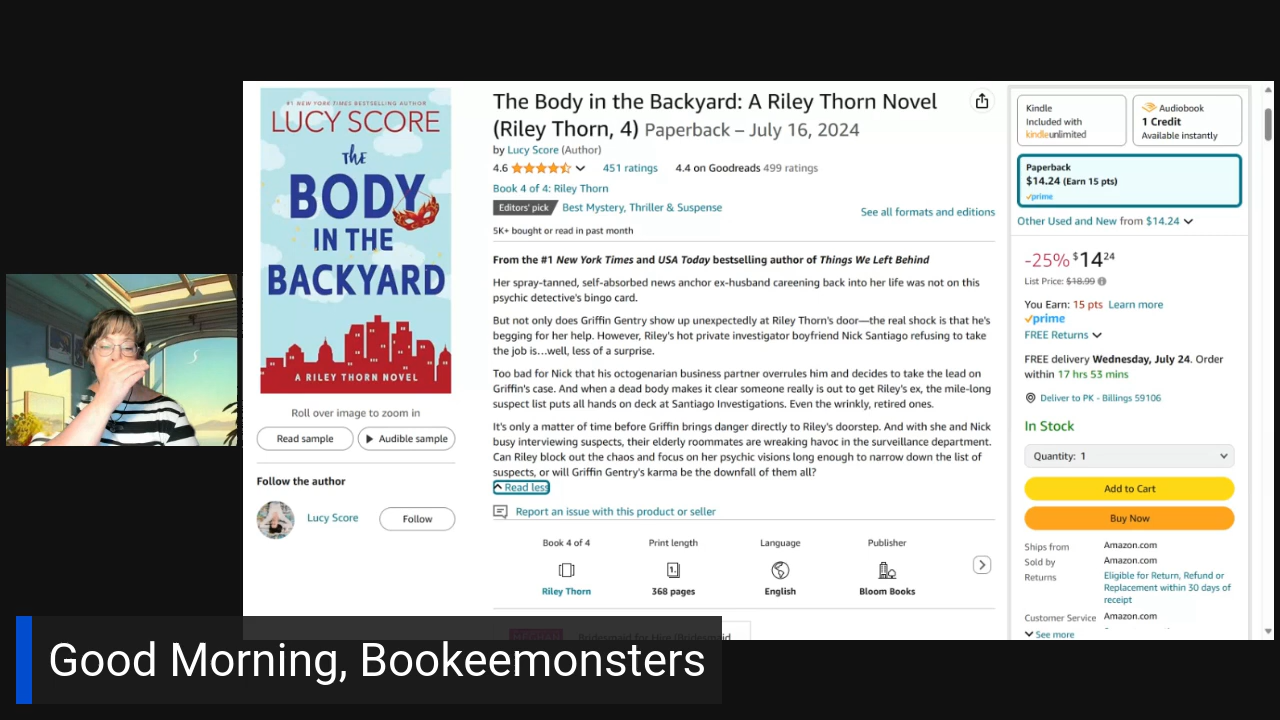 #1 NEW YORK TIMES BESTSELLING AUTHOR
LUCY SCORE
the
BODY
IN THE
BACKYARD
A RILEY THORN NOVEL
Roll over image to zoom in
Read sample
Audible sample
Follow the author
Lucy Score
Follow
The Body in the Backyard: A Riley Thorn Novel
(Riley Thorn, 4) Paperback – July 16, 2024
by Lucy Score (Author)
4.6 451 ratings 4.4 on Goodreads 499 ratings
Book 4 of 4: Riley Thorn
Editors' pick Best Mystery, Thriller & Suspense
See all formats and editions
5K+ bought or read in past month
From the #1 New York Times and USA Today bestselling author of Things We Left Behind
Her spray-tanned, self-absorbed news anchor ex-husband careening back into her life was not on this
psychic detective's bingo card.
But not only does Griffin Gentry show up unexpectedly at Riley Thorn's door—the real shock is that he's
begging for her help. However, Riley's hot private investigator boyfriend Nick Santiago refusing to take
the job is…well, less of a surprise.
Too bad for Nick that his octogenarian business partner overrules him and decides to take the lead on
Griffin's case. And when a dead body makes it clear someone really is out to get Riley's ex, the mile-long
suspect list puts all hands on deck at Santiago Investigations. Even the wrinkly, retired ones.
It's only a matter of time before Griffin brings danger directly to Riley's doorstep. And with she and Nick
busy interviewing suspects, their elderly roommates are wreaking havoc in the surveillance department.
Can Riley block out the chaos and focus on her psychic visions long enough to narrow down the list of
suspects, or will Griffin Gentry's karma be the downfall of them all?
Read less
Report an issue with this product or seller
Book 4 of 4
Riley Thorn
Print length
368 pages
Language
English
Publisher
Bloom Books
Kindle
Included with
kindleunlimited
Audiobook
1 Credit
Available instantly
Paperback
$14.24 (Earn 15 pts)
prime
Other Used and New from $14.24
-25% $14 24
List Price: $18.99
You Earn: 15 pts Learn more
prime
FREE Returns
FREE delivery Wednesday, July 24. Order
within 17 hrs 53 mins
Deliver to PK - Billings 59106
In Stock
Quantity: 1
Add to Cart
Buy Now
Ships from Amazon.com
Sold by Amazon.com
Returns Eligible for Return, Refund or
Replacement within 30 days of
receipt
Customer Service Amazon.com
See more
Good Morning, Bookeemonsters